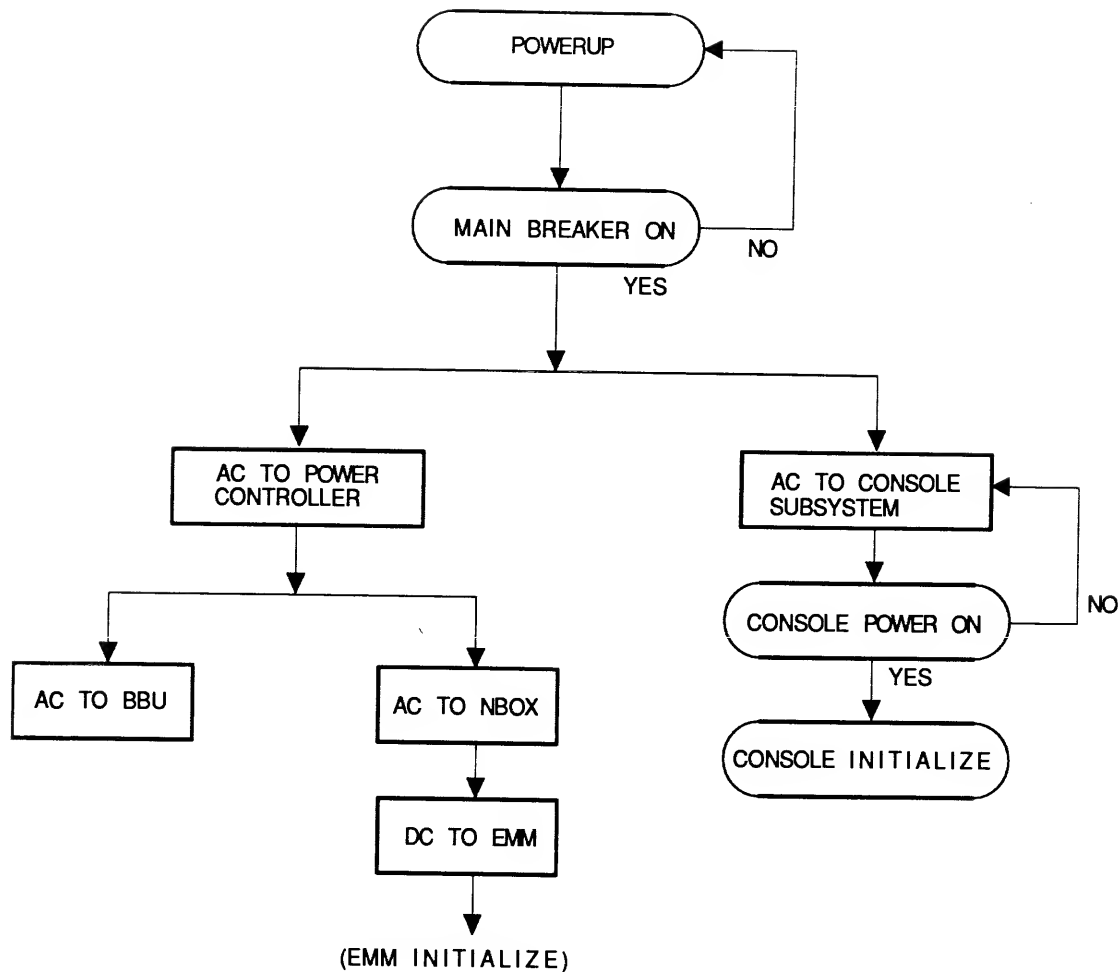 POWERUP
MAIN BREAKER ON
NO
YES
AC TO POWER
CONTROLLER
AC TO CONSOLE
SUBSYSTEM
NO
CONSOLE POWER ON
YES
AC TO BBU
AC TO NBOX
CONSOLE INITIALIZE
DC TO EMM
(EMM INITIALIZE)